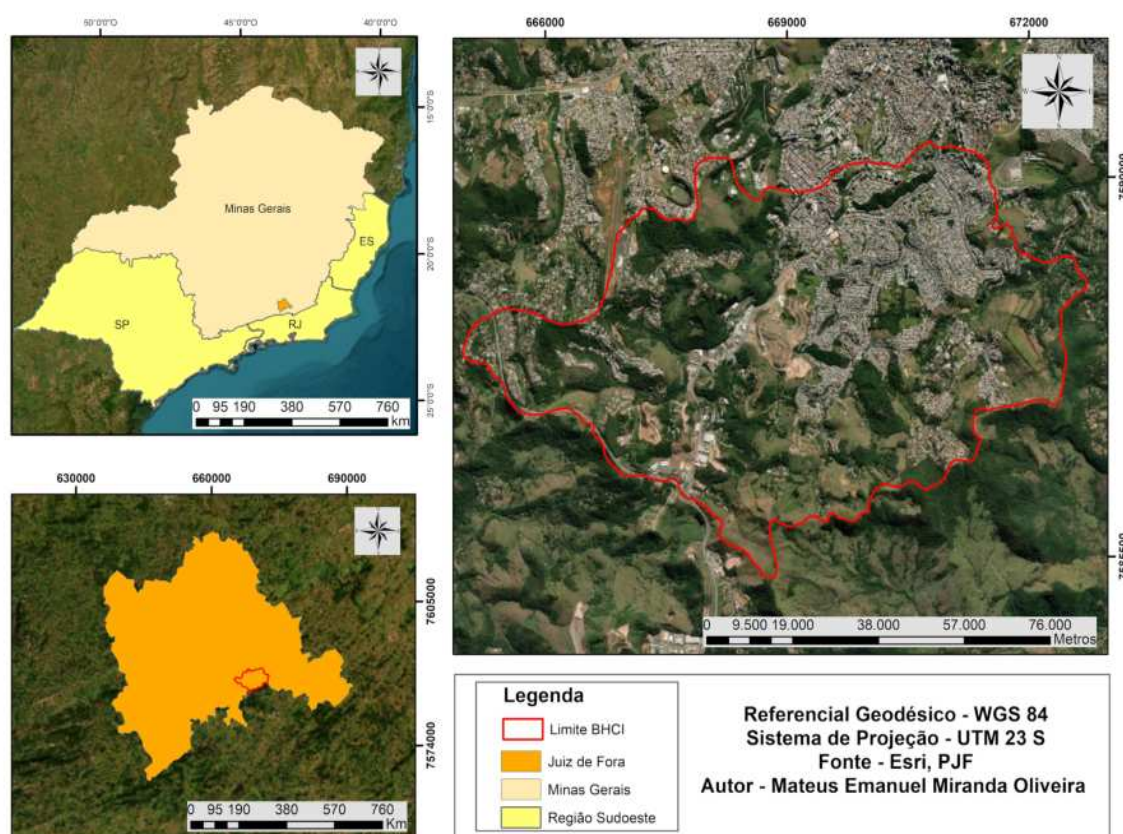 50°0'0"O 45°0'0"O 40°0'0"O
15°0'0"S
20°0'0"S
25°0'0"S
Minas Gerais
ES
SP
RJ
0 95 190 380 570 760
km
666000 669000 672000
7585500
0 9.500 19.000 38.000 57.000 76.000
Metros
630000 660000 690000
7605000
7574000
0 95 190 380 570 760
Km
Legenda
Limite BHCI
Juiz de Fora
Minas Gerais
Região Sudoeste
Referencial Geodésico - WGS 84
Sistema de Projeção - UTM 23 S
Fonte - Esri, PJF
Autor - Mateus Emanuel Miranda Oliveira